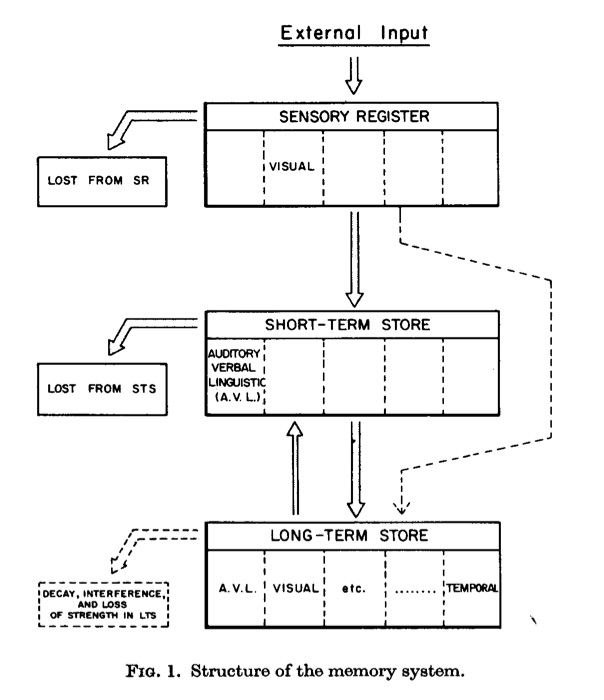 External Input
SENSORY REGISTER
VISUAL
LOST FROM SR
SHORT-TERM STORE
AUDITORY
VERBAL
LINGUISTIC
(A.V.L.)
LOST FROM STS
LONG-TERM STORE
A.V.L.
VISUAL
etc.
........
TEMPORAL
DECAY, INTERFERENCE,
AND LOSS
OF STRENGTH IN LTS
FIG. 1. Structure of the memory system.